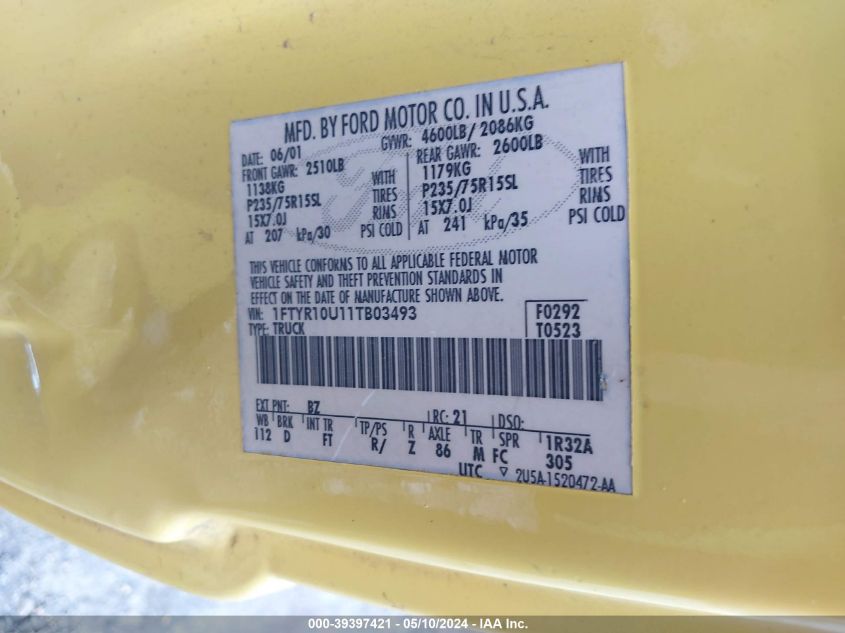 MFD. BY FORD MOTOR CO. IN U.S.A.
DATE: 06/01 GVWR: 4600LB/ 2086KG
FRONT GAWR: 2510LB REAR GAWR: 2600LB
1138KG WITH 1179KG WITH
P235/75R15SL TIRES P235/75R15SL TIRES
15X7.0J RIMS 15X7.0J RIMS
AT 207 kPa/30 PSI COLD AT 241 kPa/35 PSI COLD
THIS VEHICLE CONFORMS TO ALL APPLICABLE FEDERAL MOTOR
VEHICLE SAFETY AND THEFT PREVENTION STANDARDS IN
EFFECT ON THE DATE OF MANUFACTURE SHOWN ABOVE.
VIN: 1FTYR10U11TB03493 F0292
TYPE: TRUCK T0523
EXT PNT: BZ RC: 21 DSO:
WB BRK INT TR TP/PS R AXLE TR SPR 1R32A
112 D FT R/ Z 86 M FC 305
UTC ▽ 2U5A-1520472-AA
000-39397421 - 05/10/2024 - IAA Inc.